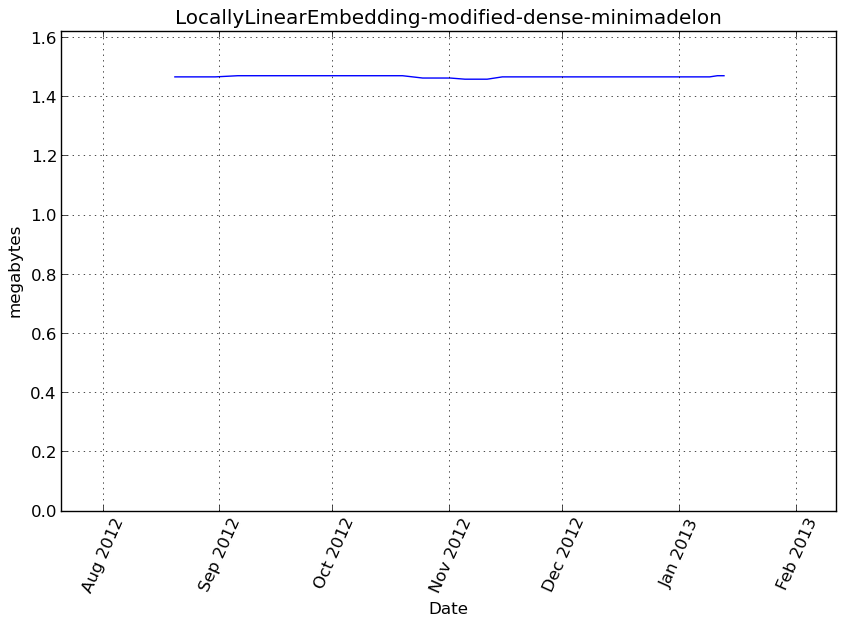 LocallyLinearEmbedding-modified-dense-minimadelon
1.6
1.4
1.2
1.0
0.8
0.6
0.4
0.2
0.0
megabytes
Aug 2012
Sep 2012
Oct 2012
Nov 2012
Dec 2012
Jan 2013
Feb 2013
Date